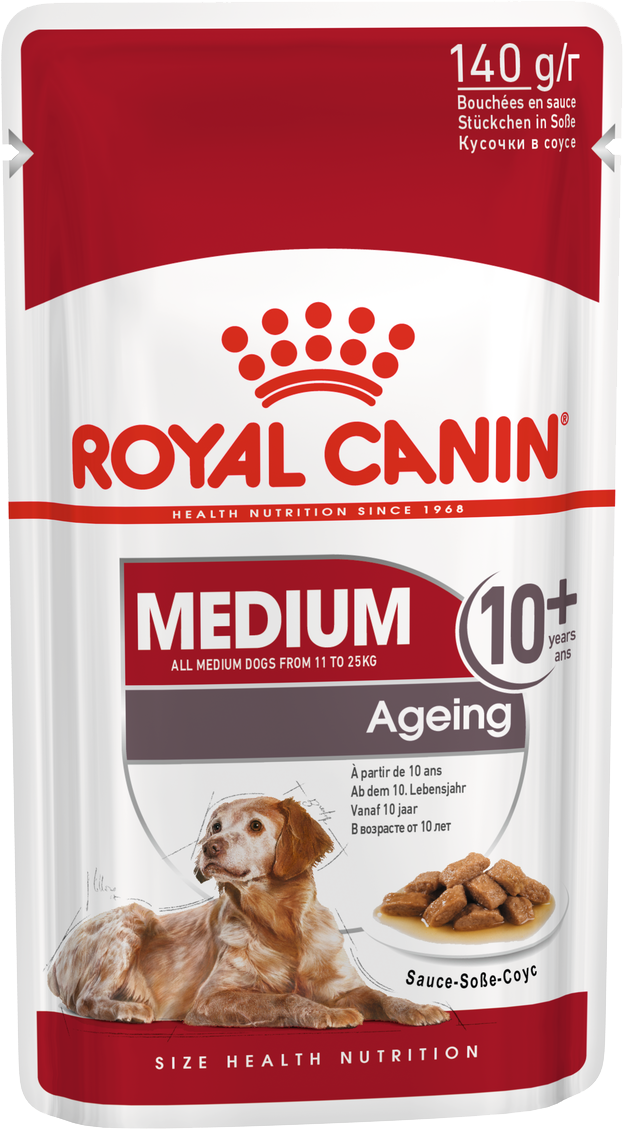 140 g/г
Bouchées en sauce
Stückchen in Soße
Кусочки в соусе
ROYAL CANIN®
HEALTH NUTRITION SINCE 1968
MEDIUM
ALL MEDIUM DOGS FROM 11 TO 25KG
10+
years
ans
Ageing
À partir de 10 ans
Ab dem 10. Lebensjahr
Vanaf 10 jaar
В возрасте от 10 лет
Sauce-Soße-Соус
SIZE HEALTH NUTRITION